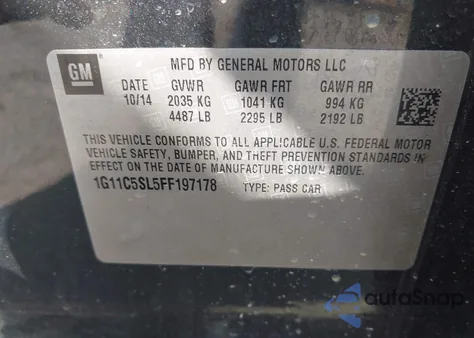 GM
MFD BY GENERAL MOTORS LLC
DATE GVWR GAWR FRT GAWR RR
10/14 2035 KG 1041 KG 994 KG
4487 LB 2295 LB 2192 LB
THIS VEHICLE CONFORMS TO ALL APPLICABLE U.S. FEDERAL MOTOR
VEHICLE SAFETY, BUMPER, AND THEFT PREVENTION STANDARDS IN
EFFECT ON THE DATE OF MANUFACTURE SHOWN ABOVE.
1G11C5SL5FF197178 TYPE: PASS CAR
autoSnap